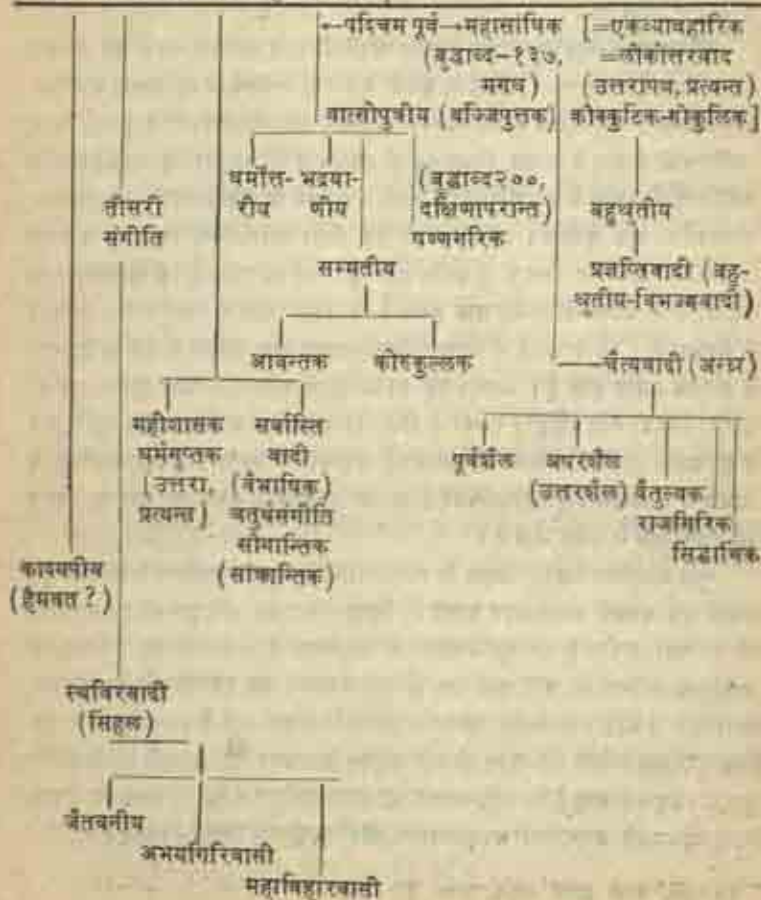 ←पश्चिम पूर्व→महासांघिक [=एकव्यावहारिक
(बुद्धाब्द-१३७, =लोकोत्तरवाद
मगध) (उत्तरापथ, प्रत्यन्त)
वात्सीपुत्रीय (वज्जिपुत्तक) कौक्कुटिक-गोकुलिक]
धर्मोत्त- भद्रया- (बुद्धाब्द२००,
तीसरी रीय णीय दक्षिणापरान्त) बहुश्रुतीय
संगीति षण्णगरिक
सम्मतीय प्रज्ञप्तिवादी (बहु-
श्रुतीय-विभज्यवादी)
आवन्तक कोरुकुल्लक चैत्यवादी (अन्ध्र)
महीशासक सर्वास्ति
धर्मगुप्तक वादी पूर्वशैल अपरशैल
(उत्तरा, (वैभाषिक) (उत्तरशैल) वैतुल्यक
प्रत्यन्त) चतुर्थसंगीति राजगिरिक
सौत्रान्तिक सिद्धार्थिक
काश्यपीय (सांक्रान्तिक)
(हैमवत ?)
स्थविरवादी
(सिंहल)
जेतवनीय
अभयगिरिवासी
महाविहारवासी